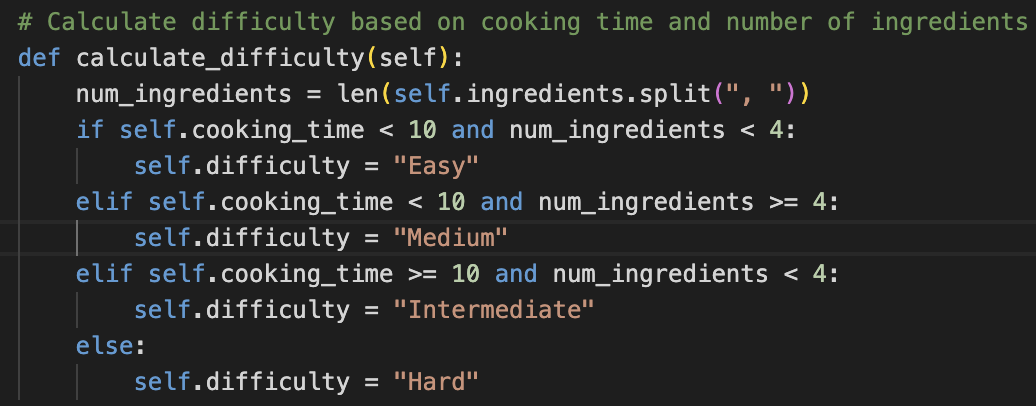 # Calculate difficulty based on cooking time and number of ingredients
def calculate_difficulty(self):
    num_ingredients = len(self.ingredients.split(", "))
    if self.cooking_time < 10 and num_ingredients < 4:
        self.difficulty = "Easy"
    elif self.cooking_time < 10 and num_ingredients >= 4:
        self.difficulty = "Medium"
    elif self.cooking_time >= 10 and num_ingredients < 4:
        self.difficulty = "Intermediate"
    else:
        self.difficulty = "Hard"